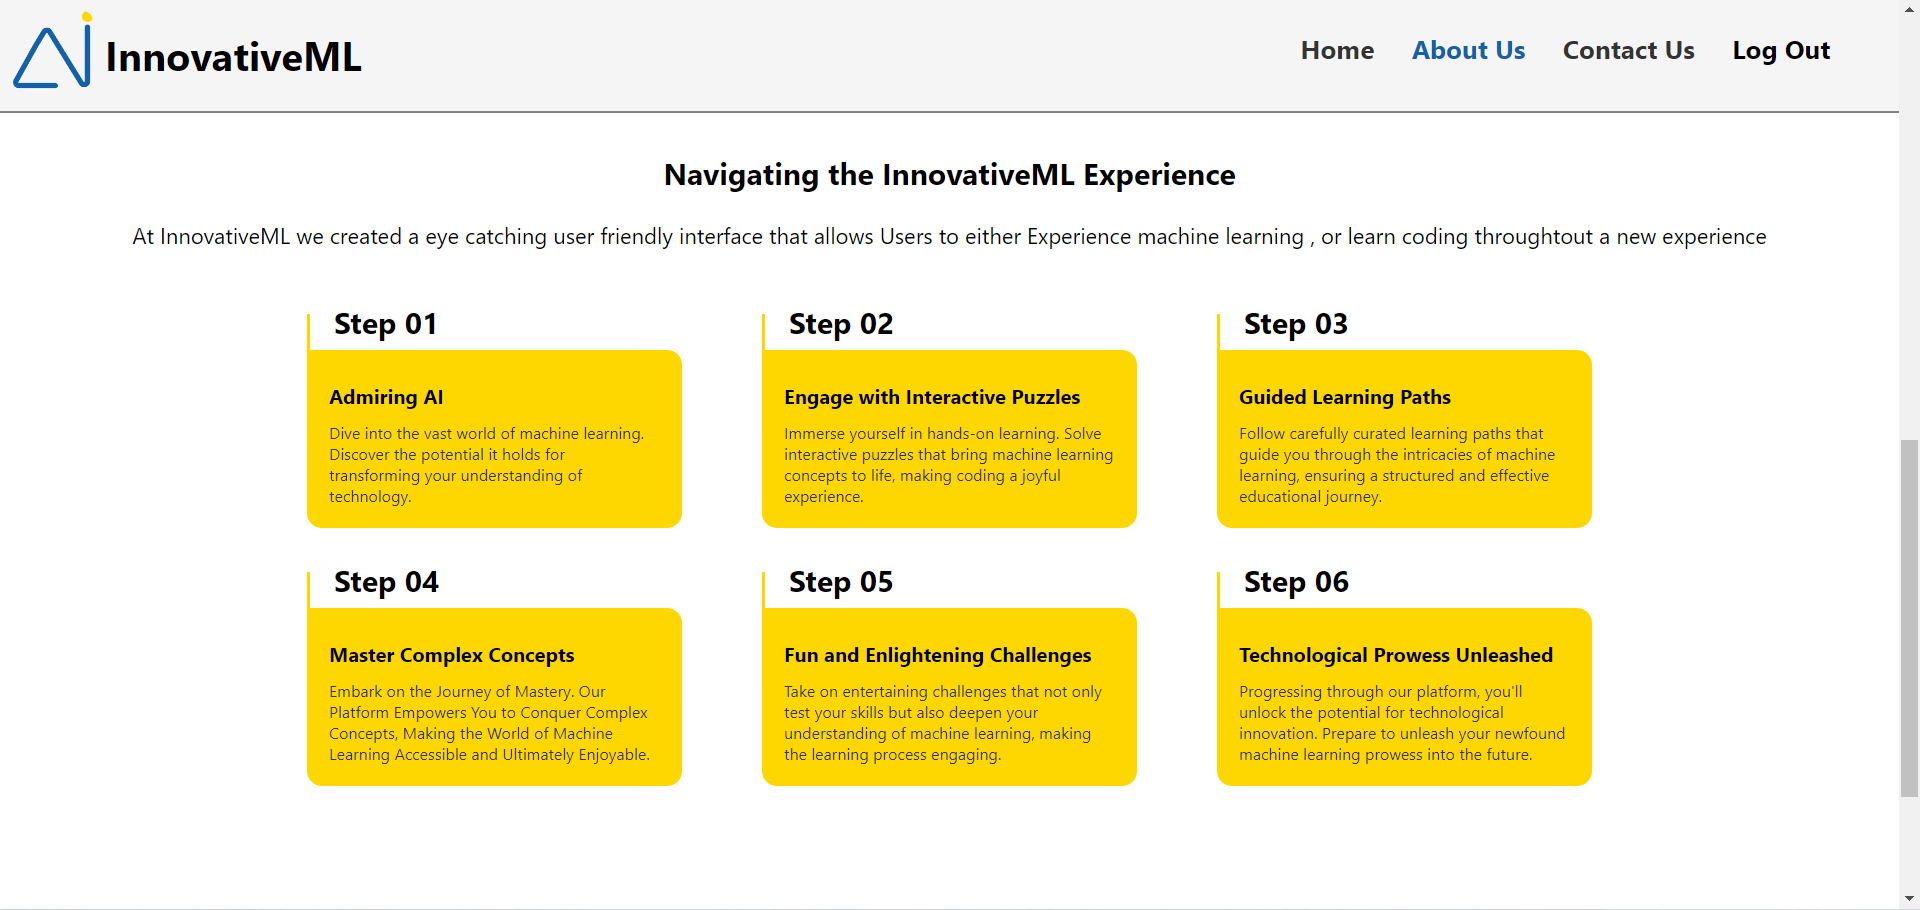 InnovativeML
Home About Us Contact Us Log Out
Navigating the InnovativeML Experience
At InnovativeML we created a eye catching user friendly interface that allows Users to either Experience machine learning , or learn coding throughtout a new experience
Step 01
Admiring AI
Dive into the vast world of machine learning.
Discover the potential it holds for
transforming your understanding of
technology.
Step 02
Engage with Interactive Puzzles
Immerse yourself in hands-on learning. Solve
interactive puzzles that bring machine learning
concepts to life, making coding a joyful
experience.
Step 03
Guided Learning Paths
Follow carefully curated learning paths that
guide you through the intricacies of machine
learning, ensuring a structured and effective
educational journey.
Step 04
Master Complex Concepts
Embark on the Journey of Mastery. Our
Platform Empowers You to Conquer Complex
Concepts, Making the World of Machine
Learning Accessible and Ultimately Enjoyable.
Step 05
Fun and Enlightening Challenges
Take on entertaining challenges that not only
test your skills but also deepen your
understanding of machine learning, making
the learning process engaging.
Step 06
Technological Prowess Unleashed
Progressing through our platform, you'll
unlock the potential for technological
innovation. Prepare to unleash your newfound
machine learning prowess into the future.